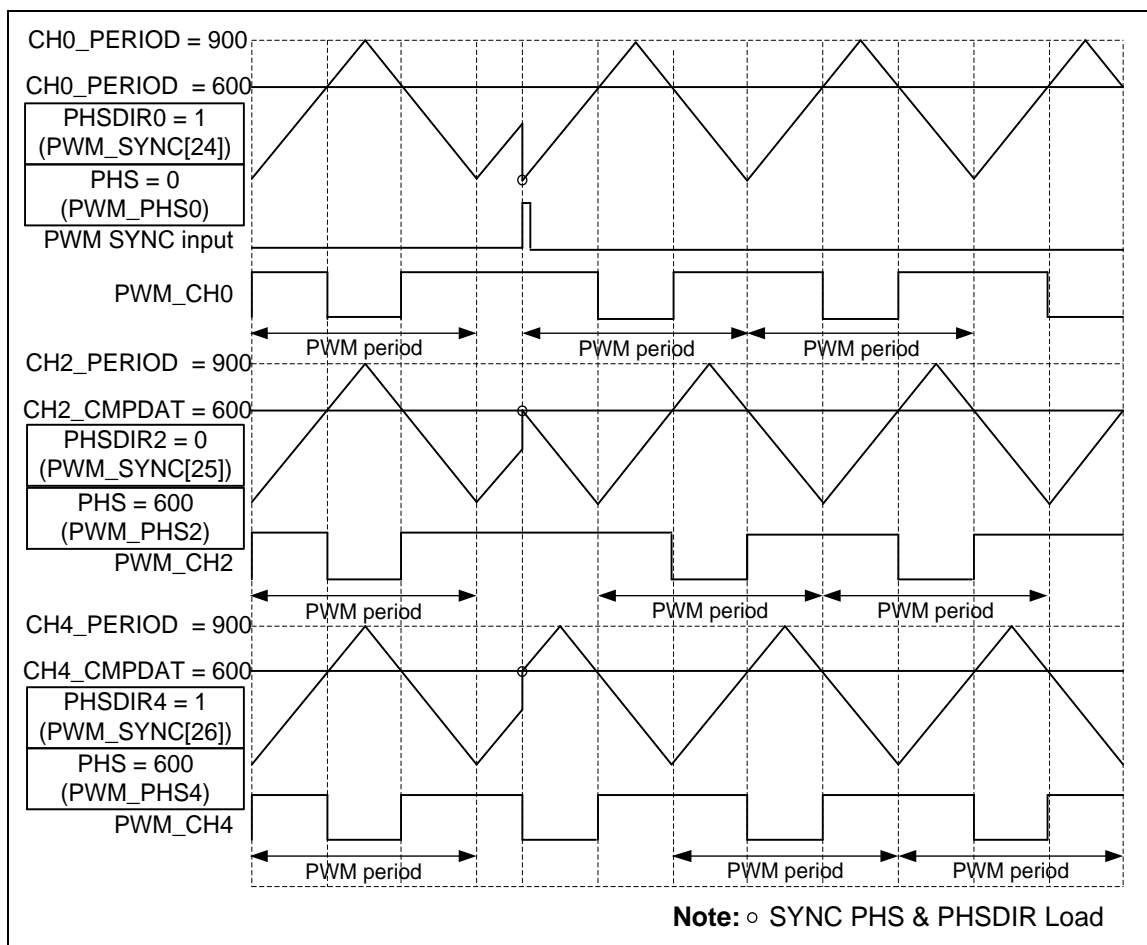 CH0_PERIOD = 900
CH0_PERIOD = 600
PHSDIR0 = 1
(PWM_SYNC[24])
PHS = 0
(PWM_PHS0)
PWM SYNC input
PWM_CH0
PWM period PWM period PWM period
CH2_PERIOD = 900
CH2_CMPDAT = 600
PHSDIR2 = 0
(PWM_SYNC[25])
PHS = 600
(PWM_PHS2)
PWM_CH2
PWM period PWM period PWM period
CH4_PERIOD = 900
CH4_CMPDAT = 600
PHSDIR4 = 1
(PWM_SYNC[26])
PHS = 600
(PWM_PHS4)
PWM_CH4
PWM period PWM period PWM period
Note: ○ SYNC PHS & PHSDIR Load